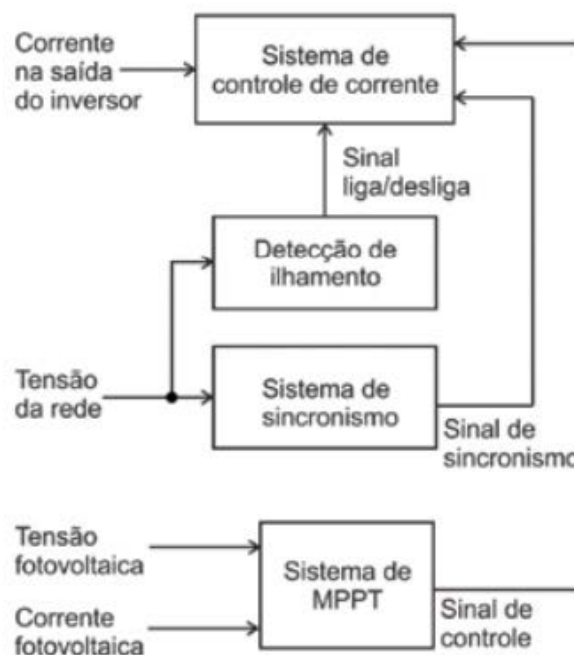 Corrente
na saída
do inversor
Sistema de
controle de corrente
Sinal
liga/desliga
Detecção de
ilhamento
Tensão
da rede
Sistema de
sincronismo
Sinal de
sincronismo
Tensão
fotovoltaica
Corrente
fotovoltaica
Sistema de
MPPT
Sinal de
controle